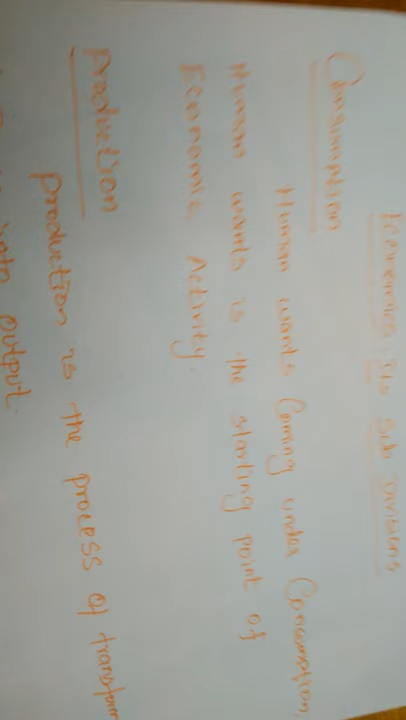 Economics Its Sub Divisions
Consumption
Human wants Coming under Consumption.
Human wants is the starting point of
Economic Activity.
Production
Production is the process of transform
into output.